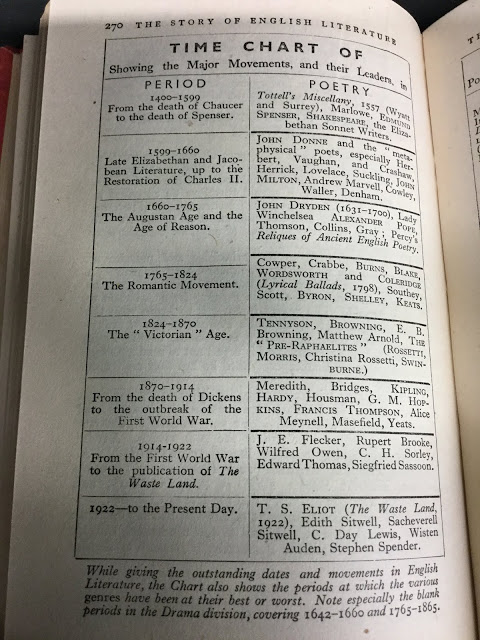 270 THE STORY OF ENGLISH LITERATURE
TIME CHART OF
Showing the Major Movements, and their Leaders, in
PERIOD
1400–1599
From the death of Chaucer
to the death of Spenser.
POETRY
Tottell's Miscellany, 1557 (Wyatt
and Surrey), Marlowe, EDMUND
SPENSER, SHAKESPEARE, the Eliza-
bethan Sonnet Writers.
1599–1660
Late Elizabethan and Jaco-
bean Literature, up to the
Restoration of Charles II.
JOHN DONNE and the "meta-
physical" poets, especially Her-
bert, Vaughan, and Crashaw,
Herrick, Lovelace, Suckling, JOHN
MILTON, Andrew Marvell, Cowley,
Waller, Denham.
1660–1765
The Augustan Age and the
Age of Reason.
JOHN DRYDEN (1631–1700), Lady
Winchelsea ALEXANDER POPE,
Thomson, Collins, Gray; Percy's
Reliques of Ancient English Poetry.
1765–1824
The Romantic Movement.
Cowper, Crabbe, BURNS, BLAKE,
WORDSWORTH and COLERIDGE
(Lyrical Ballads, 1798), Southey,
Scott, BYRON, SHELLEY, KEATS.
1824–1870
The "Victorian" Age.
TENNYSON, BROWNING, E. B.
Browning, Matthew Arnold, THE
"PRE-RAPHAELITES" (ROSSETTI,
MORRIS, Christina Rossetti, SWIN-
BURNE.)
1870–1914
From the death of Dickens
to the outbreak of the
First World War.
Meredith, Bridges, KIPLING,
HARDY, Housman, G. M. HOP-
KINS, FRANCIS THOMPSON, Alice
Meynell, Masefield, Yeats.
1914-1922
From the First World War
to the publication of The
Waste Land.
J. E. Flecker, Rupert Brooke,
Wilfred Owen, C. H. Sorley,
Edward Thomas, Siegfried Sassoon.
1922—to the Present Day.
T. S. ELIOT (The Waste Land,
1922), Edith Sitwell, Sacheverell
Sitwell, C. Day Lewis, Wisten
Auden, Stephen Spender.
While giving the outstanding dates and movements in English
Literature, the Chart also shows the periods at which the various
genres have been at their best or worst. Note especially the blank
periods in the Drama division, covering 1642–1660 and 1765–1865.